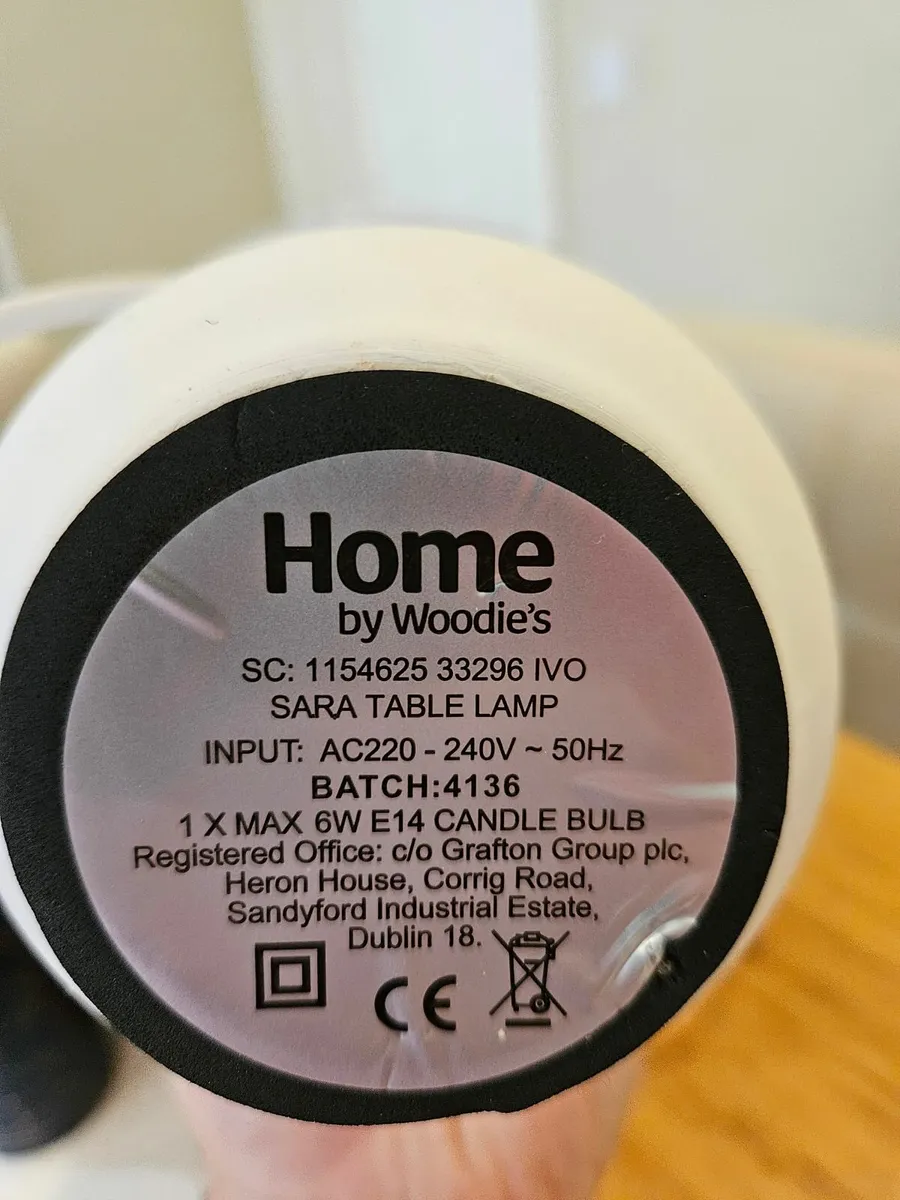 Home
by Woodie's
SC: 1154625 33296 IVO
SARA TABLE LAMP
INPUT: AC220 - 240V ~ 50Hz
BATCH:4136
1 X MAX 6W E14 CANDLE BULB
Registered Office: c/o Grafton Group plc,
Heron House, Corrig Road,
Sandyford Industrial Estate,
Dublin 18.
CE